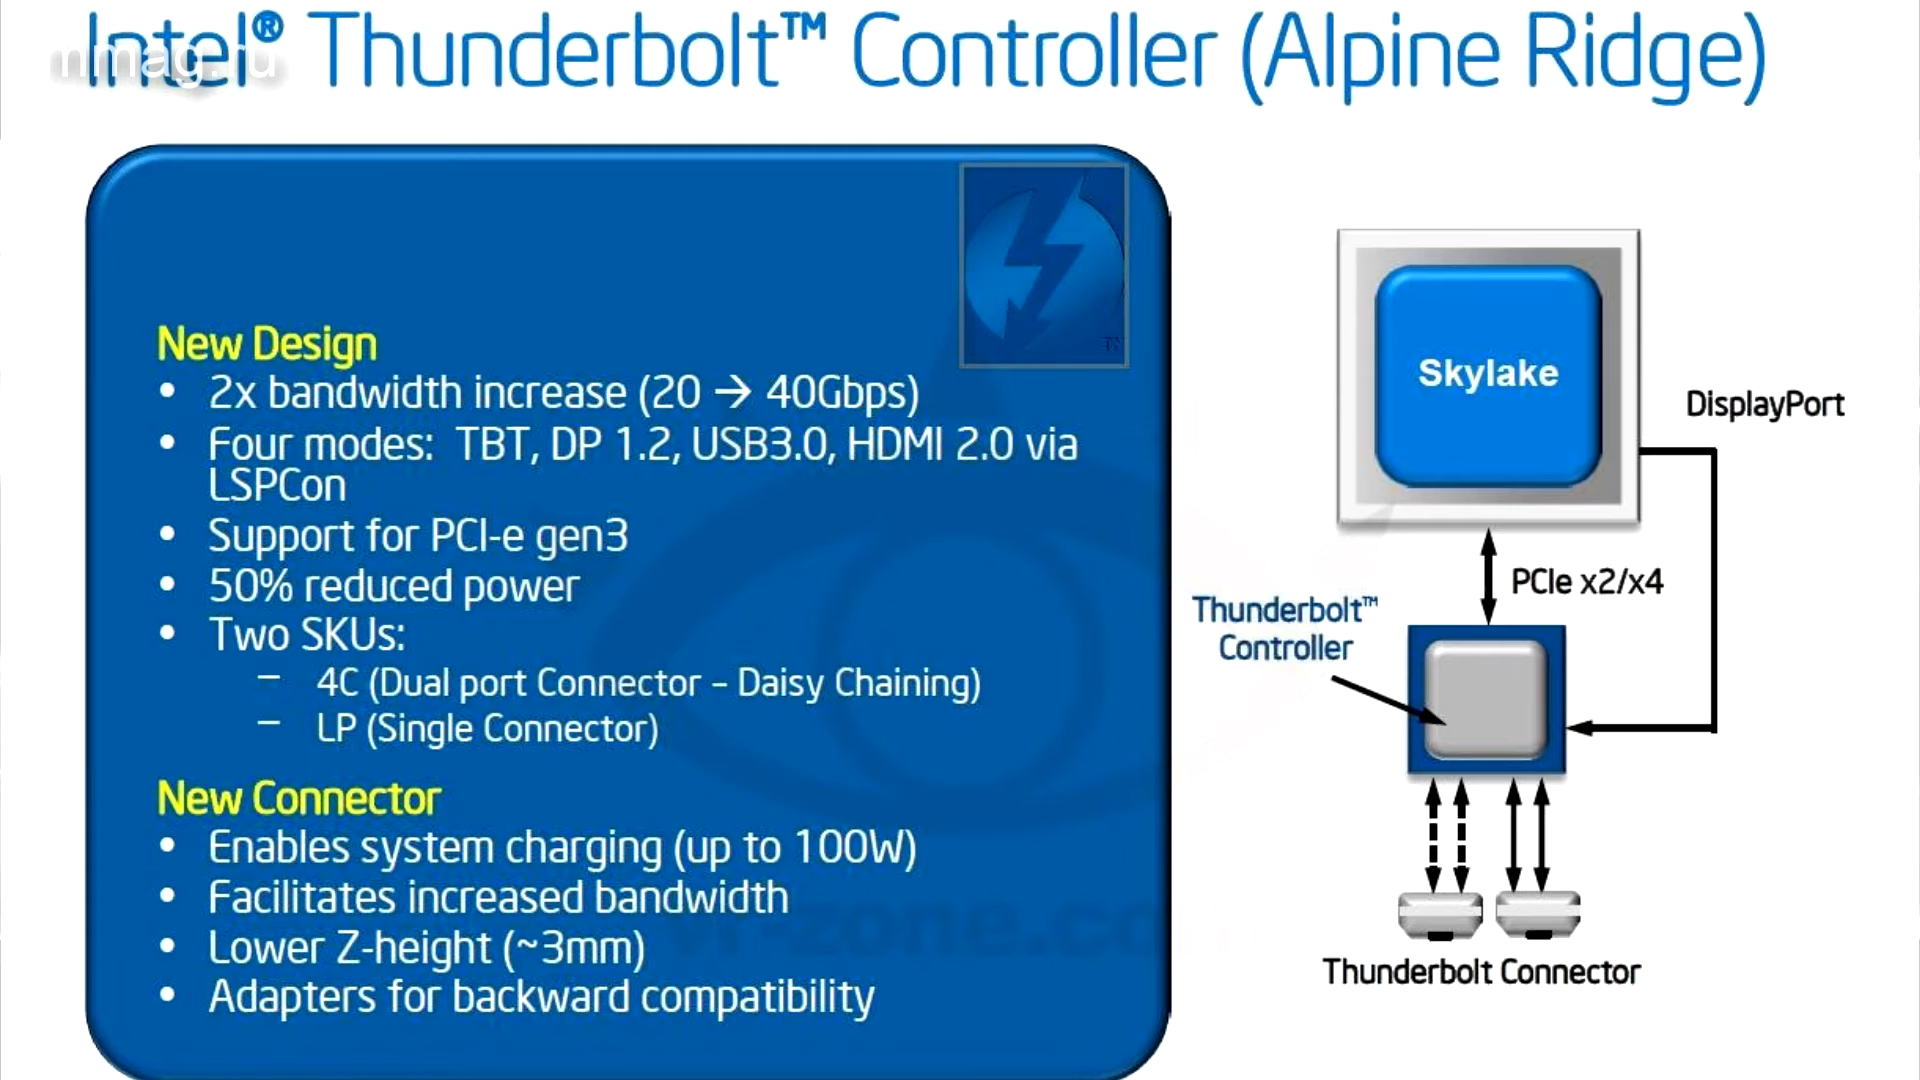 Intel® Thunderbolt™ Controller (Alpine Ridge)
nmag.ru
New Design
• 2x bandwidth increase (20 → 40Gbps)
• Four modes: TBT, DP 1.2, USB3.0, HDMI 2.0 via
LSPCon
• Support for PCI-e gen3
• 50% reduced power
• Two SKUs:
– 4C (Dual port Connector – Daisy Chaining)
– LP (Single Connector)
New Connector
• Enables system charging (up to 100W)
• Facilitates increased bandwidth
• Lower Z-height (~3mm)
• Adapters for backward compatibility
Skylake
DisplayPort
PCIe x2/x4
Thunderbolt™
Controller
Thunderbolt Connector